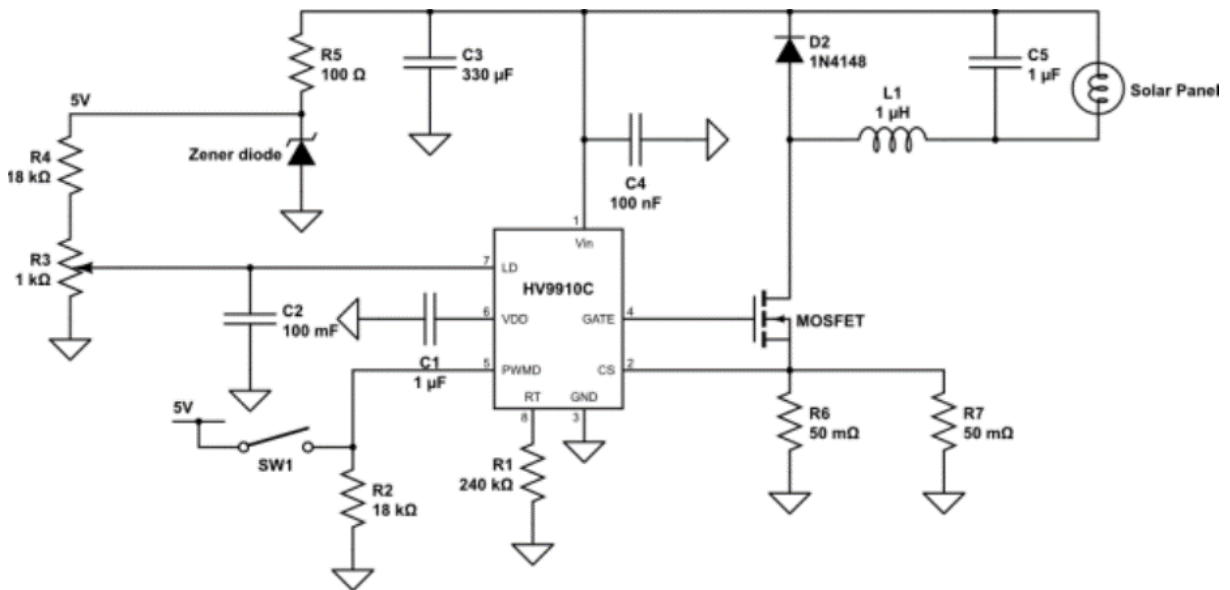 D2
1N4148
R5
100 Ω
C3
330 µF
C5
1 µF
L1
1 µH
Solar Panel
5V
Zener diode
R4
18 kΩ
C4
100 nF
1
Vin
R3
1 kΩ
7
LD
HV9910C
C2
100 mF
6
VDD
GATE
4
MOSFET
C1
1 µF
5
PWMD
CS
2
RT
GND
8
3
5V
SW1
R6
50 mΩ
R7
50 mΩ
R1
240 kΩ
R2
18 kΩ